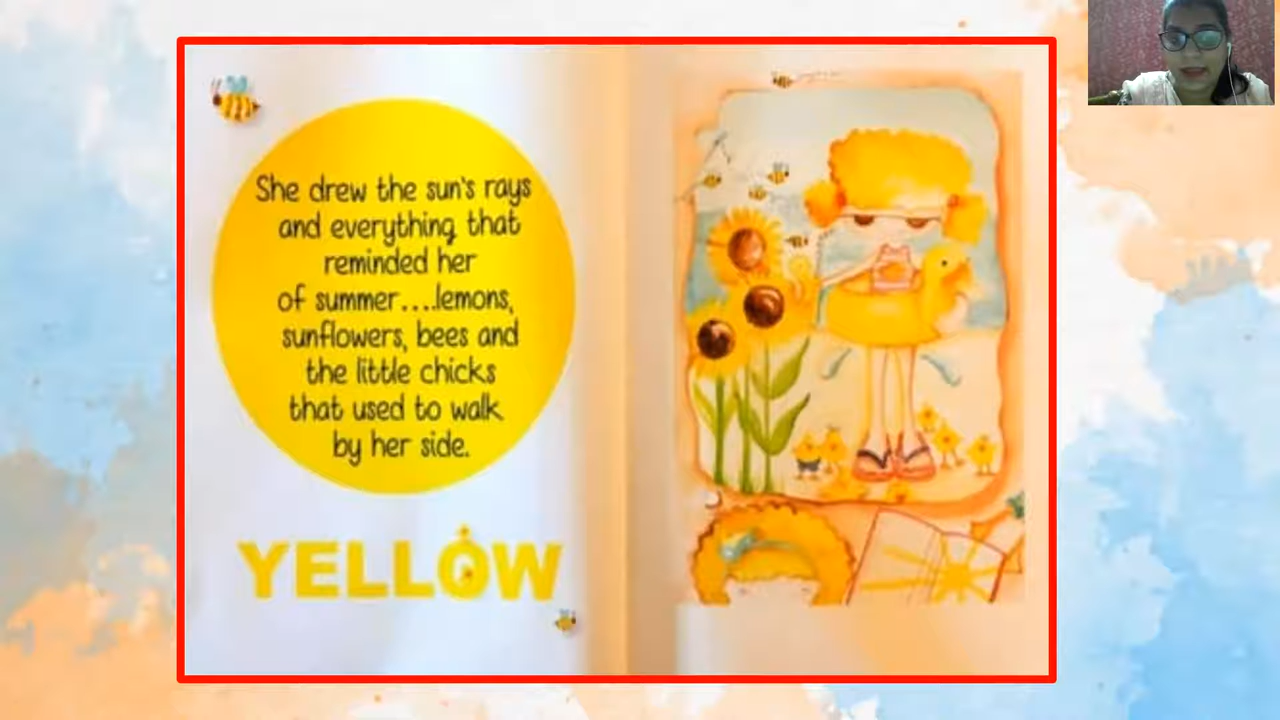 She drew the sun's rays
and everything that
reminded her
of summer....lemons,
sunflowers, bees and
the little chicks
that used to walk
by her side.
YELLOW